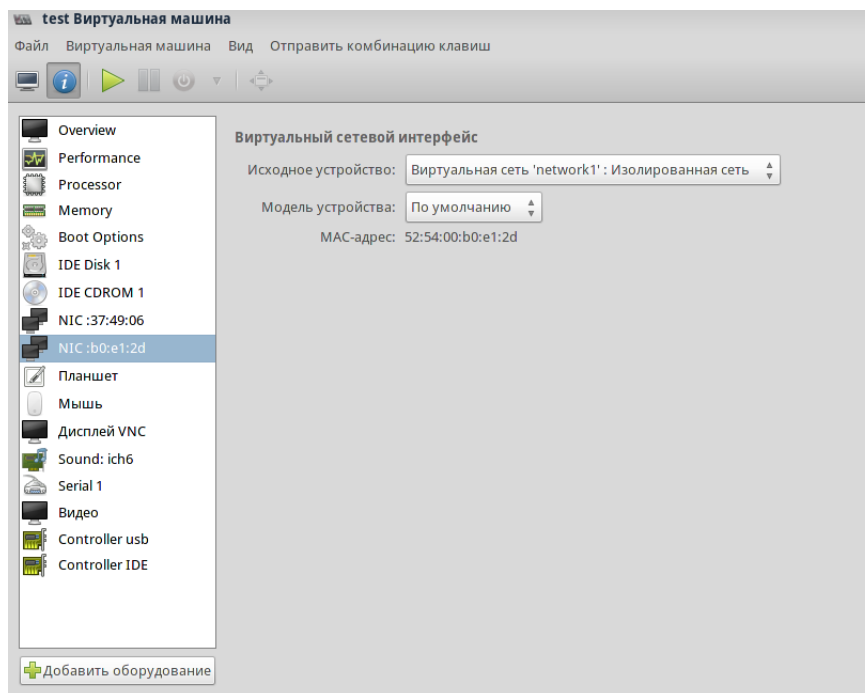 test Виртуальная машина
Файл Виртуальная машина Вид Отправить комбинацию клавиш
Overview
Performance
Processor
Memory
Boot Options
IDE Disk 1
IDE CDROM 1
NIC :37:49:06
NIC :b0:e1:2d
Планшет
Мышь
Дисплей VNC
Sound: ich6
Serial 1
Видео
Controller usb
Controller IDE
Добавить оборудование
Виртуальный сетевой интерфейс
Исходное устройство: Виртуальная сеть 'network1' : Изолированная сеть
Модель устройства: По умолчанию
MAC-адрес: 52:54:00:b0:e1:2d